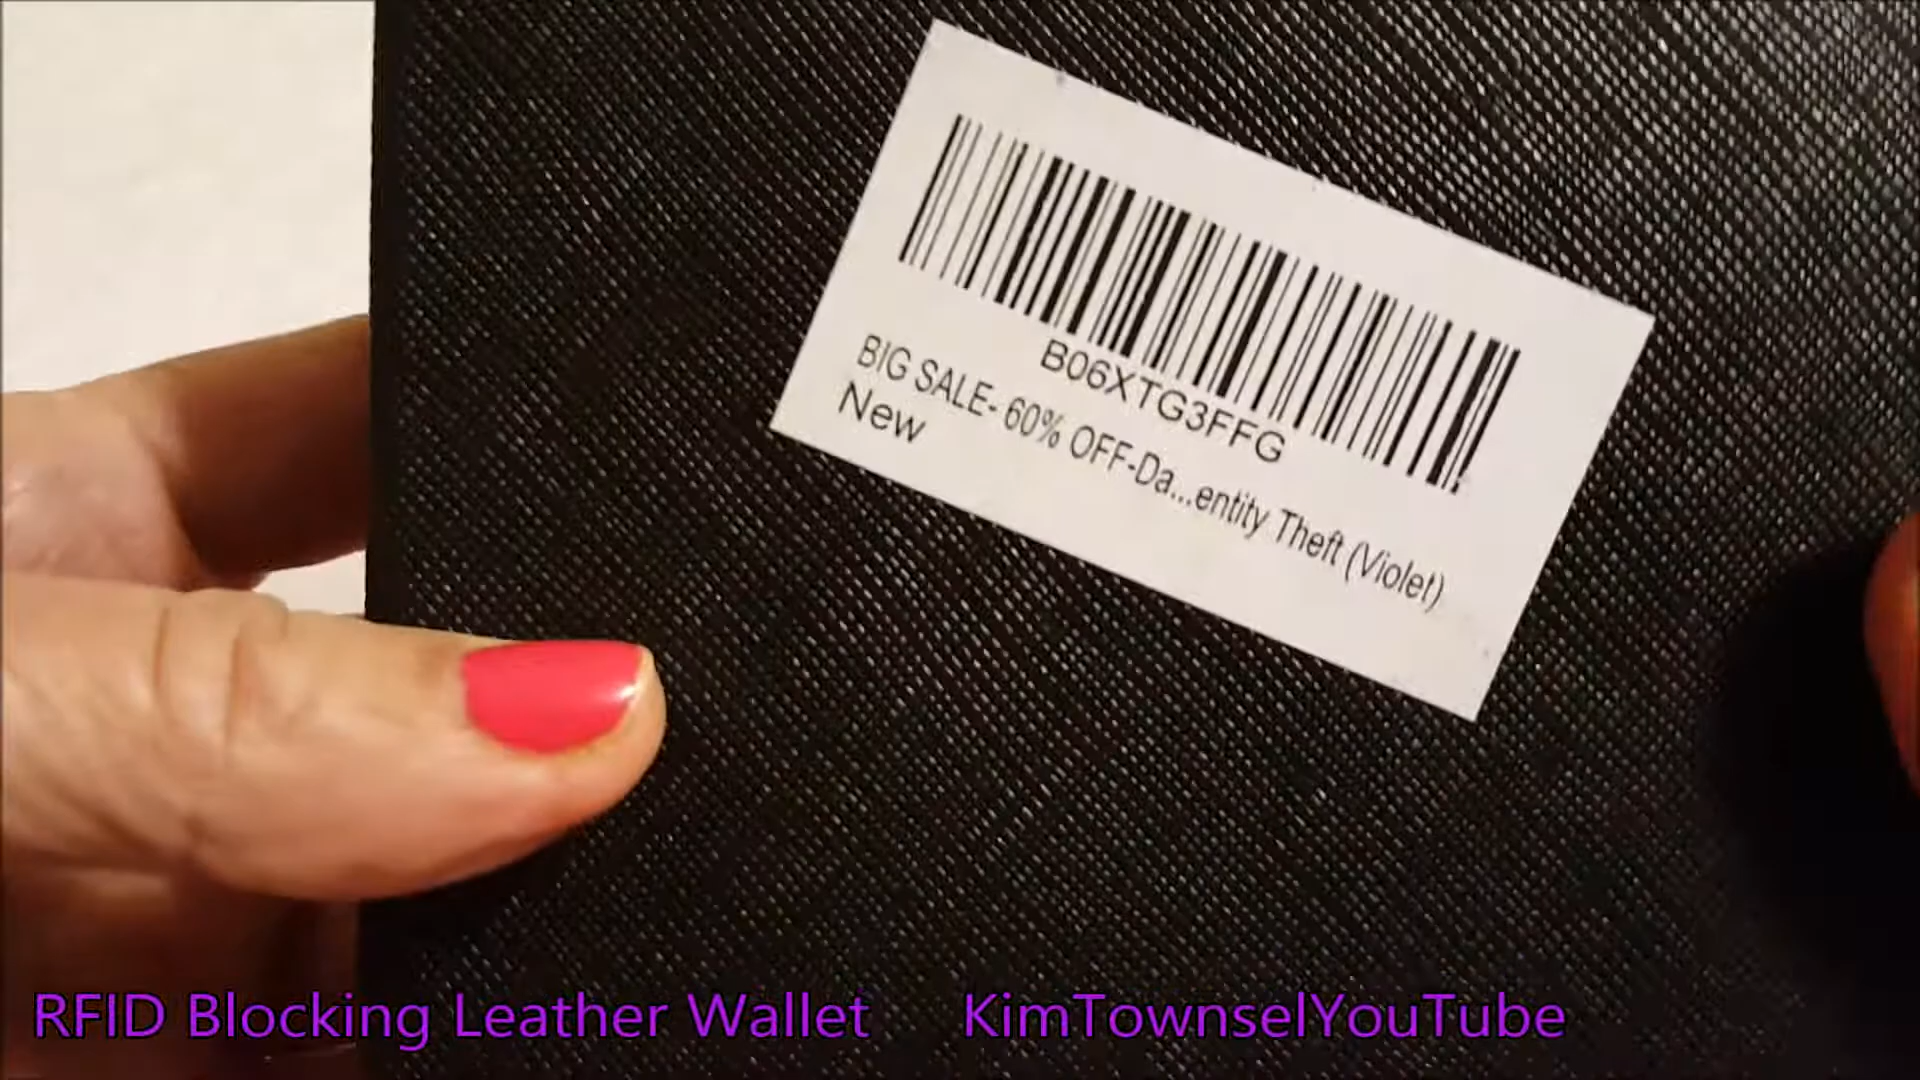 B06XTG3FFG
BIG SALE- 60% OFF-Da...entity Theft (Violet)
New
RFID Blocking Leather Wallet KimTownselYouTube